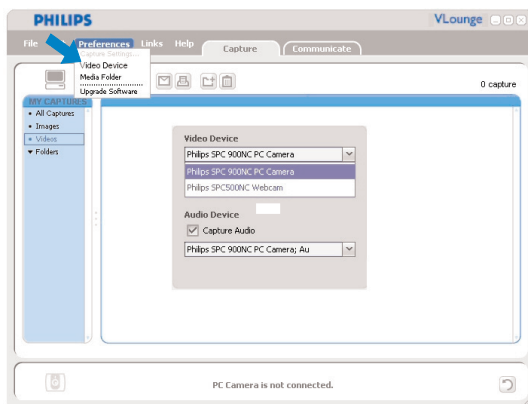 PHILIPS
VLounge
File
Preferences
Links
Help
Capture
Communicate
Capture Settings...
Video Device
Media Folder
Upgrade Software
0 capture
MY CAPTURES
All Captures
Images
Videos
Folders
Video Device
Philips SPC 900NC PC Camera
Philips SPC 900NC PC Camera
Philips SPC500NC Webcam
Audio Device
Capture Audio
Philips SPC 900NC PC Camera; Au
PC Camera is not connected.